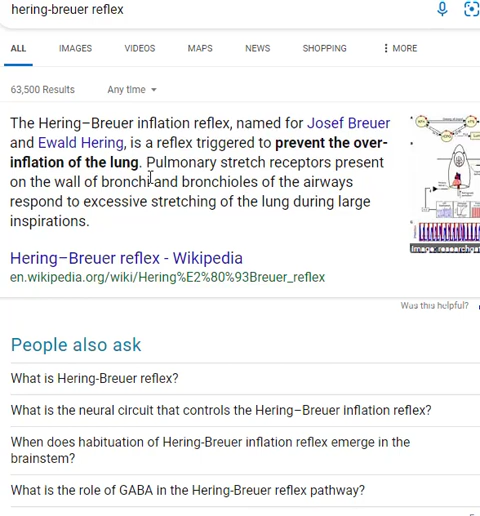 hering-breuer reflex
ALL IMAGES VIDEOS MAPS NEWS SHOPPING MORE
63,500 Results Any time
The Hering–Breuer inflation reflex, named for Josef Breuer
and Ewald Hering, is a reflex triggered to prevent the over-
inflation of the lung. Pulmonary stretch receptors present
on the wall of bronchi and bronchioles of the airways
respond to excessive stretching of the lung during large
inspirations.
Image: researchgat
Hering–Breuer reflex - Wikipedia
en.wikipedia.org/wiki/Hering%E2%80%93Breuer_reflex
Was this helpful?
People also ask
What is Hering-Breuer reflex?
What is the neural circuit that controls the Hering–Breuer inflation reflex?
When does habituation of Hering-Breuer inflation reflex emerge in the
brainstem?
What is the role of GABA in the Hering-Breuer reflex pathway?